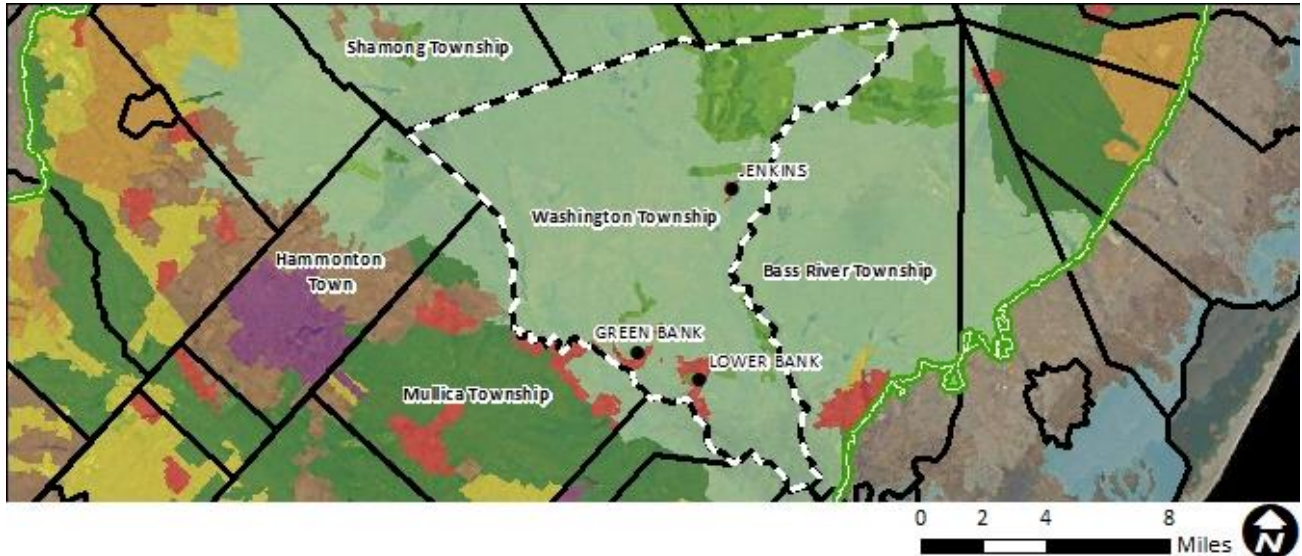 Shamong Township
JENKINS
Washington Township
Hammonton
Town
Bass River Township
GREEN BANK
LOWER BANK
Mullica Township
0 2 4 8
Miles
N